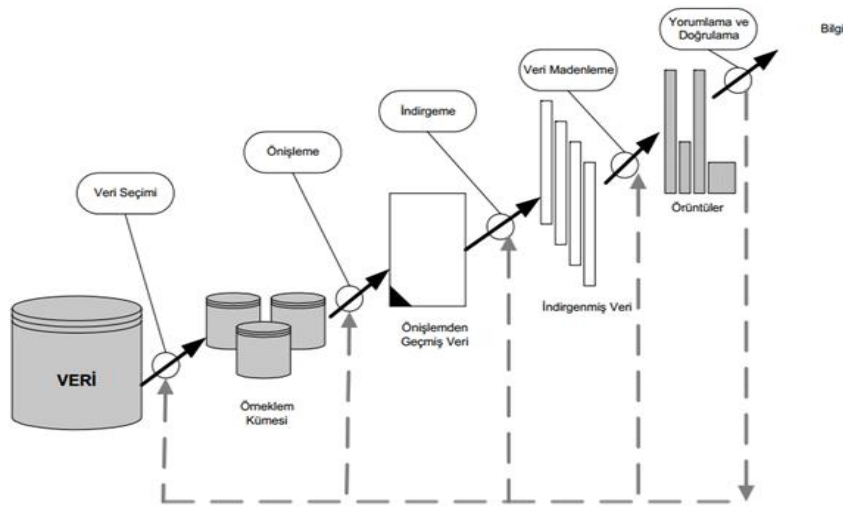 Yorumlama ve
Doğrulama
Bilgi
Veri Madenleme
İndirgeme
Önişleme
Veri Seçimi
Örüntüler
İndirgenmiş Veri
Önişlemden
Geçmiş Veri
VERİ
Örneklem
Kümesi